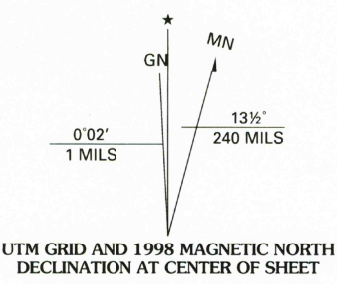 ★
GN
MN
0°02'
1 MILS
13½°
240 MILS
UTM GRID AND 1998 MAGNETIC NORTH
DECLINATION AT CENTER OF SHEET